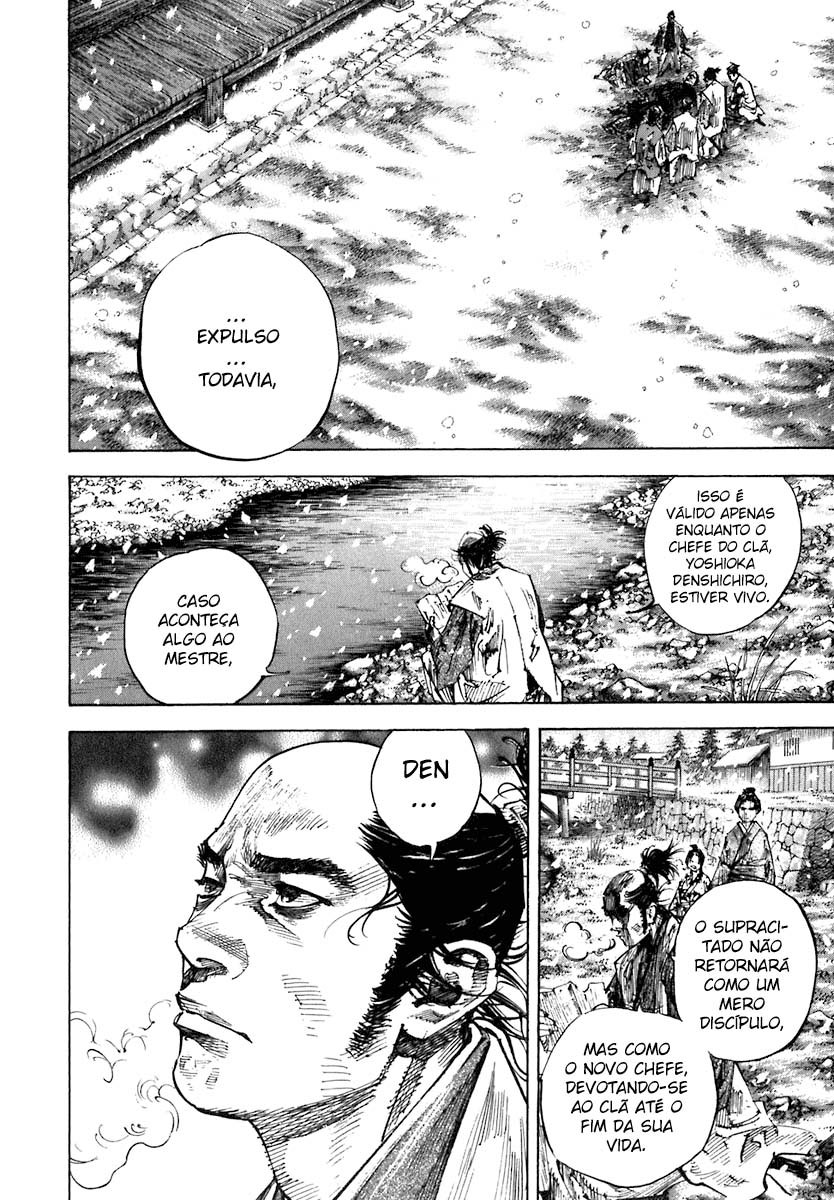 ...
EXPULSO
...
TODAVIA,
ISSO É
VÁLIDO APENAS
ENQUANTO O
CHEFE DO CLÃ,
YOSHIOKA
DENSHICHIRO,
ESTIVER VIVO.
CASO
ACONTEÇA
ALGO AO
MESTRE,
O SUPRACI-
TADO NÃO
RETORNARÁ
COMO UM
MERO
DISCÍPULO,
MAS COMO
O NOVO CHEFE,
DEVOTANDO-SE
AO CLÃ ATÉ O
FIM DA SUA
VIDA.
DEN
...